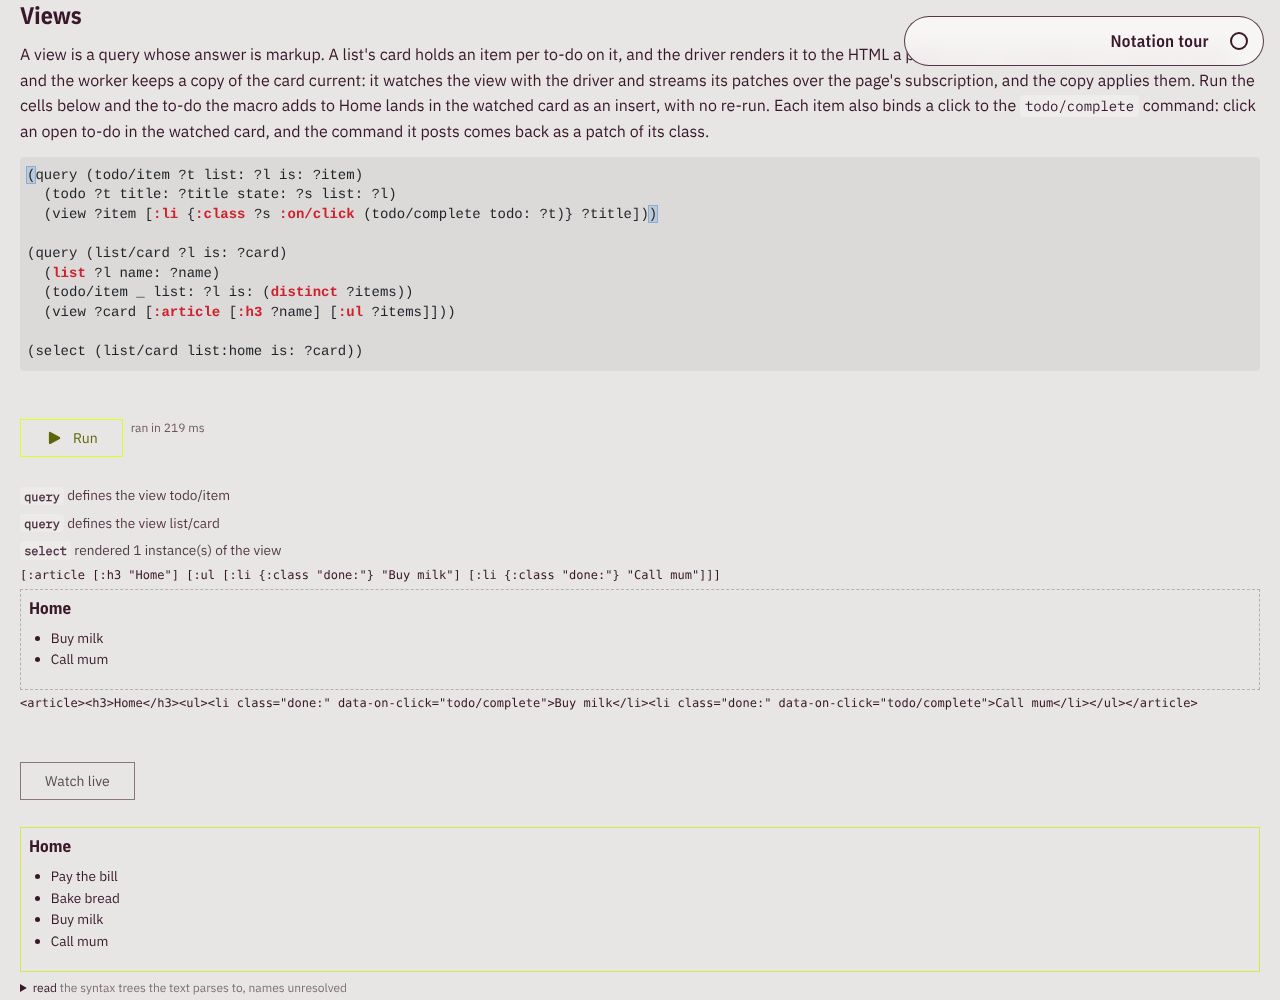 Views
Notation tour
A view is a query whose answer is markup. A list's card holds an item per to-do on it, and the driver renders it to the HTML a
and the worker keeps a copy of the card current: it watches the view with the driver and streams its patches over the page's subscription, and the copy applies them. Run the
cells below and the to-do the macro adds to Home lands in the watched card as an insert, with no re-run. Each item also binds a click to the todo/complete command: click
an open to-do in the watched card, and the command it posts comes back as a patch of its class.
(query (todo/item ?t list: ?l is: ?item)
(todo ?t title: ?title state: ?s list: ?l)
(view ?item [:li {:class ?s :on/click (todo/complete todo: ?t)} ?title]))
(query (list/card ?l is: ?card)
(list ?l name: ?name)
(todo/item _ list: ?l is: (distinct ?items))
(view ?card [:article [:h3 ?name] [:ul ?items]]))
(select (list/card list:home is: ?card))
Run ran in 219 ms
query defines the view todo/item
query defines the view list/card
select rendered 1 instance(s) of the view
[:article [:h3 "Home"] [:ul [:li {:class "done:"} "Buy milk"] [:li {:class "done:"} "Call mum"]]]
Home
Buy milk
Call mum
<article><h3>Home</h3><ul><li class="done:" data-on-click="todo/complete">Buy milk</li><li class="done:" data-on-click="todo/complete">Call mum</li></ul></article>
Watch live
Home
Pay the bill
Bake bread
Buy milk
Call mum
read the syntax trees the text parses to, names unresolved